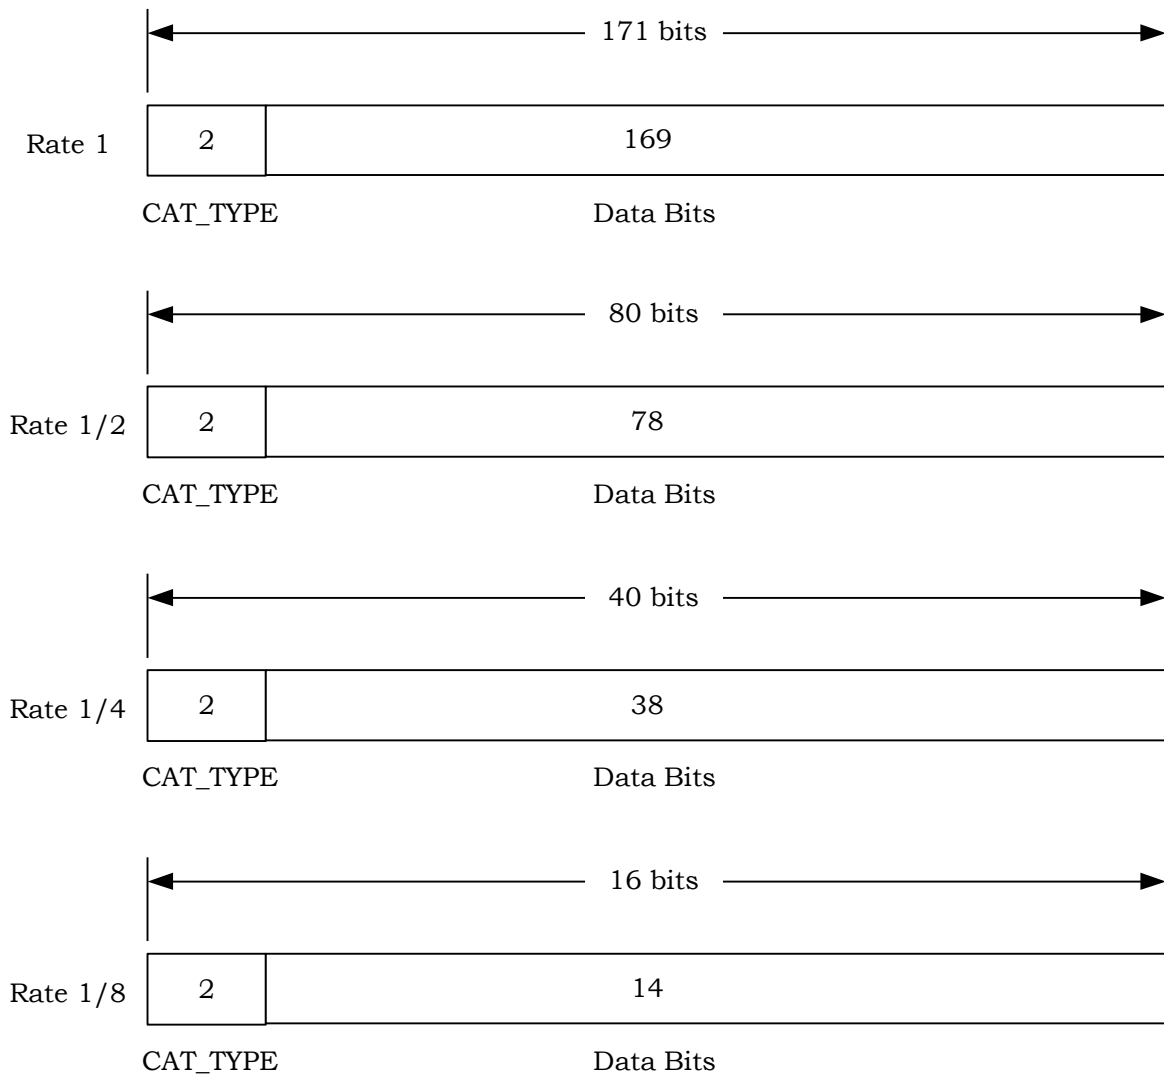 171 bits
Rate 1 2 169
CAT_TYPE Data Bits
80 bits
Rate 1/2 2 78
CAT_TYPE Data Bits
40 bits
Rate 1/4 2 38
CAT_TYPE Data Bits
16 bits
Rate 1/8 2 14
CAT_TYPE Data Bits